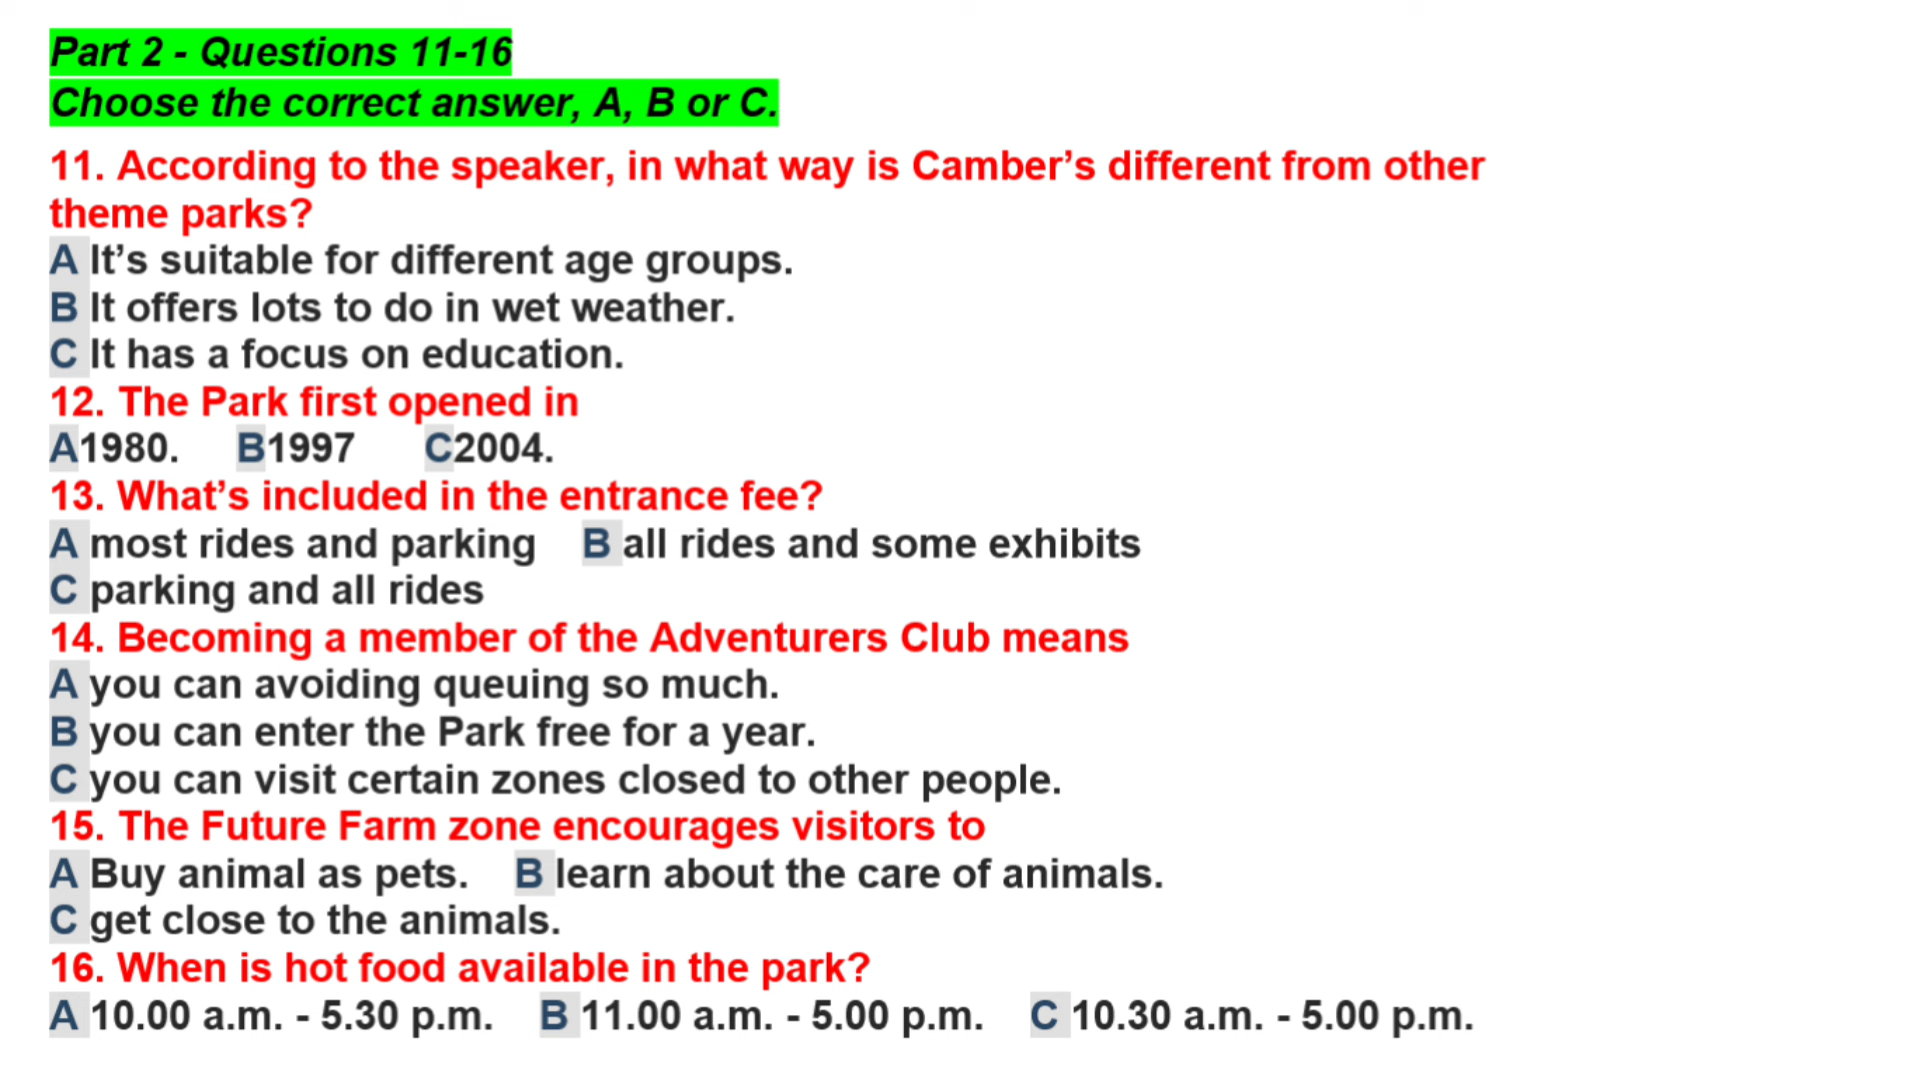 Part 2 - Questions 11-16
Choose the correct answer, A, B or C.
11. According to the speaker, in what way is Camber’s different from other
theme parks?
A It’s suitable for different age groups.
B It offers lots to do in wet weather.
C It has a focus on education.
12. The Park first opened in
A1980. B1997 C2004.
13. What’s included in the entrance fee?
A most rides and parking B all rides and some exhibits
C parking and all rides
14. Becoming a member of the Adventurers Club means
A you can avoiding queuing so much.
B you can enter the Park free for a year.
C you can visit certain zones closed to other people.
15. The Future Farm zone encourages visitors to
A Buy animal as pets. B learn about the care of animals.
C get close to the animals.
16. When is hot food available in the park?
A 10.00 a.m. - 5.30 p.m. B 11.00 a.m. - 5.00 p.m. C 10.30 a.m. - 5.00 p.m.